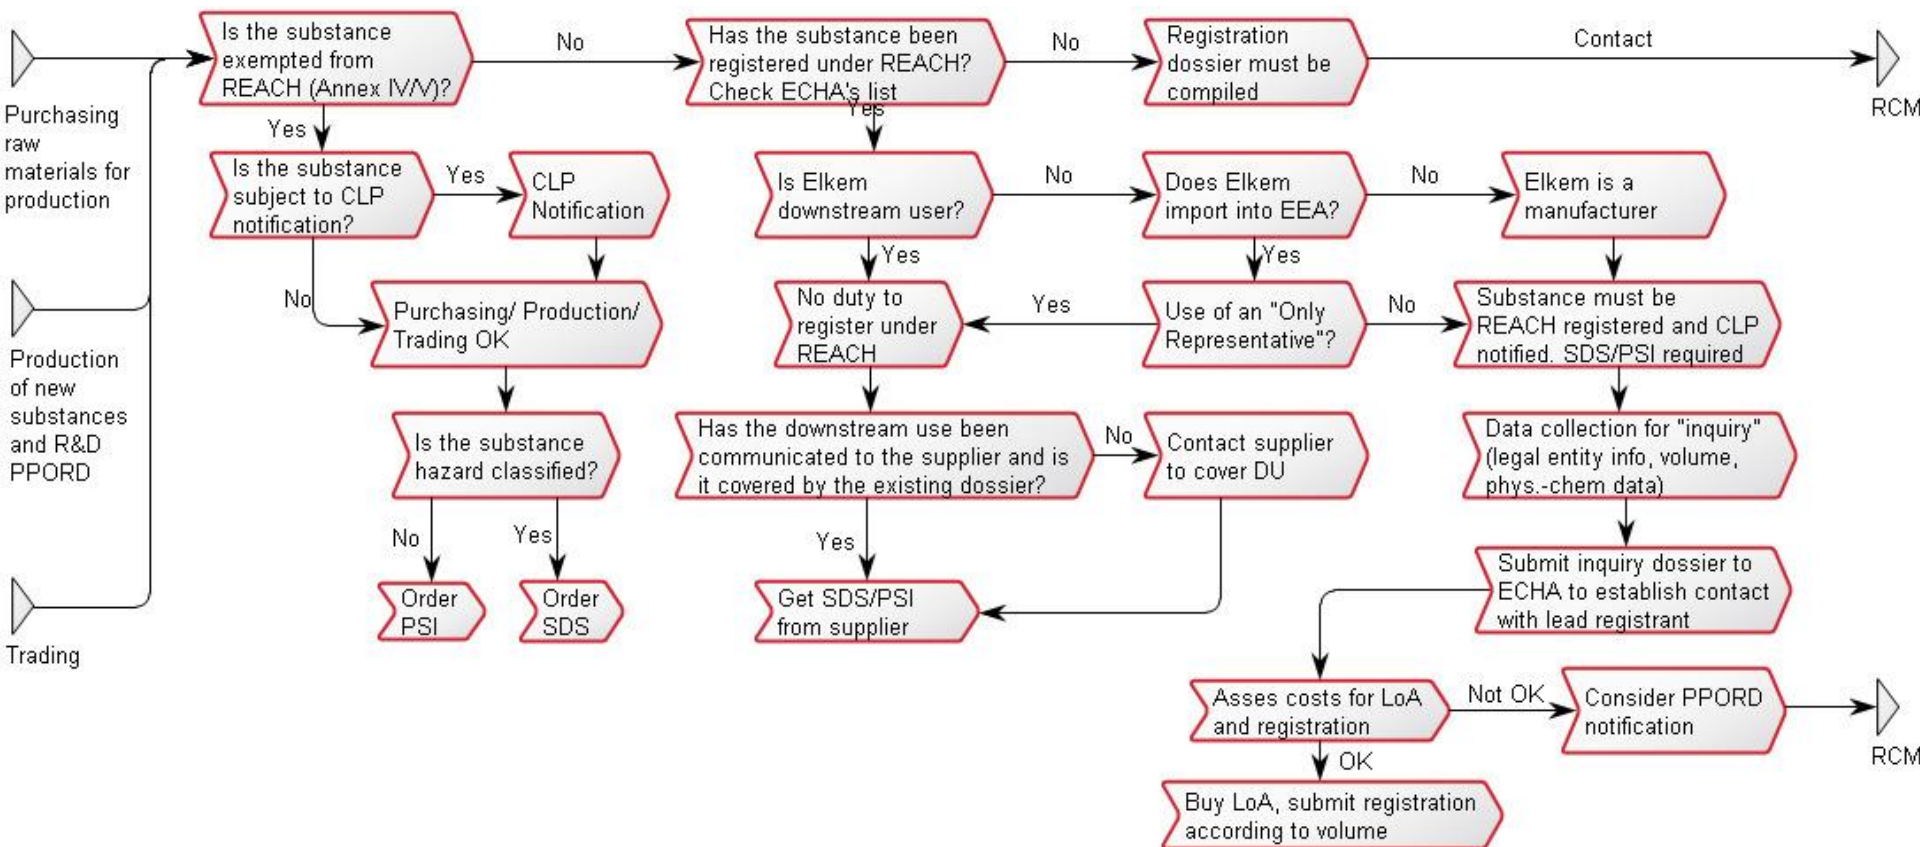 Is the substance
exempted from
REACH (Annex IV/V)?
No
Has the substance been
registered under REACH?
Check ECHA's list
No
Registration
dossier must be
compiled
Contact
RCM
Purchasing
raw
materials for
production
Yes
Yes
Is the substance
subject to CLP
notification?
Yes
CLP
Notification
Is Elkem
downstream user?
No
Does Elkem
import into EEA?
No
Elkem is a
manufacturer
No
Yes
Yes
Purchasing/ Production/
Trading OK
No duty to
register under
REACH
Yes
Use of an "Only
Representative"?
No
Substance must be
REACH registered and CLP
notified. SDS/PSI required
Production
of new
substances
and R&D
PPORD
Is the substance
hazard classified?
Has the downstream use been
communicated to the supplier and is
it covered by the existing dossier?
No
Contact supplier
to cover DU
Data collection for "inquiry"
(legal entity info, volume,
phys.-chem data)
No
Yes
Yes
Order
PSI
Order
SDS
Get SDS/PSI
from supplier
Submit inquiry dossier to
ECHA to establish contact
with lead registrant
Trading
Asses costs for LoA
and registration
Not OK
Consider PPORD
notification
RCM
OK
Buy LoA, submit registration
according to volume